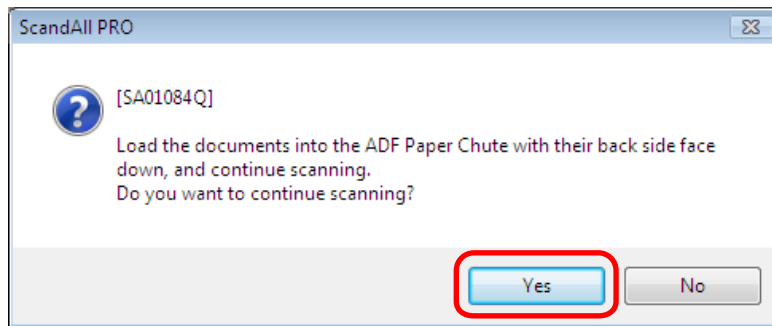 ScandAll PRO
[SA01084Q]
Load the documents into the ADF Paper Chute with their back side face
down, and continue scanning.
Do you want to continue scanning?
Yes
No